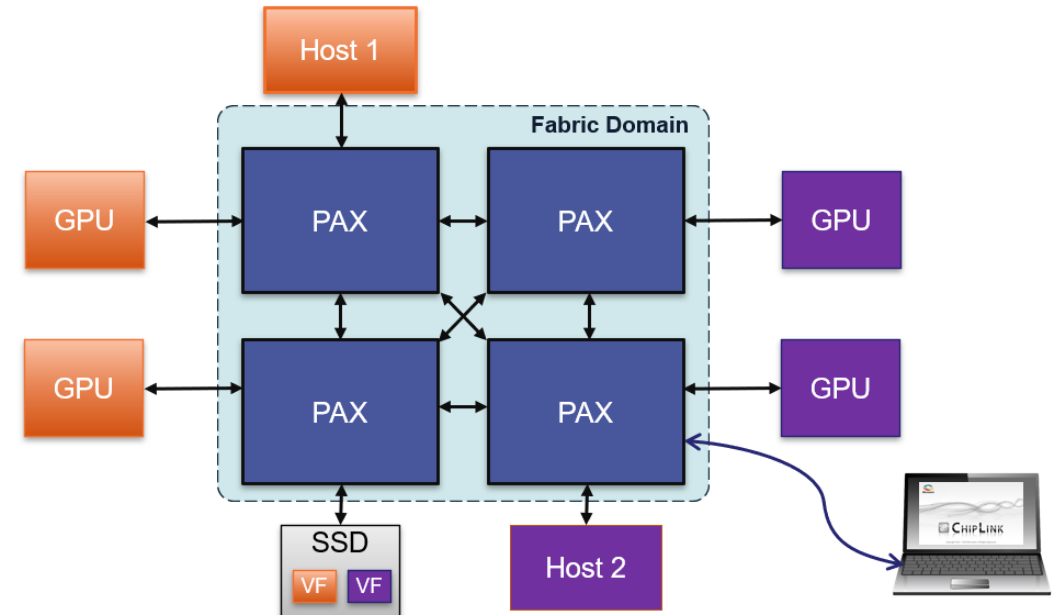 Host 1
Fabric Domain
GPU
PAX
PAX
GPU
GPU
PAX
PAX
GPU
SSD
VF
VF
Host 2
CHIPLINK